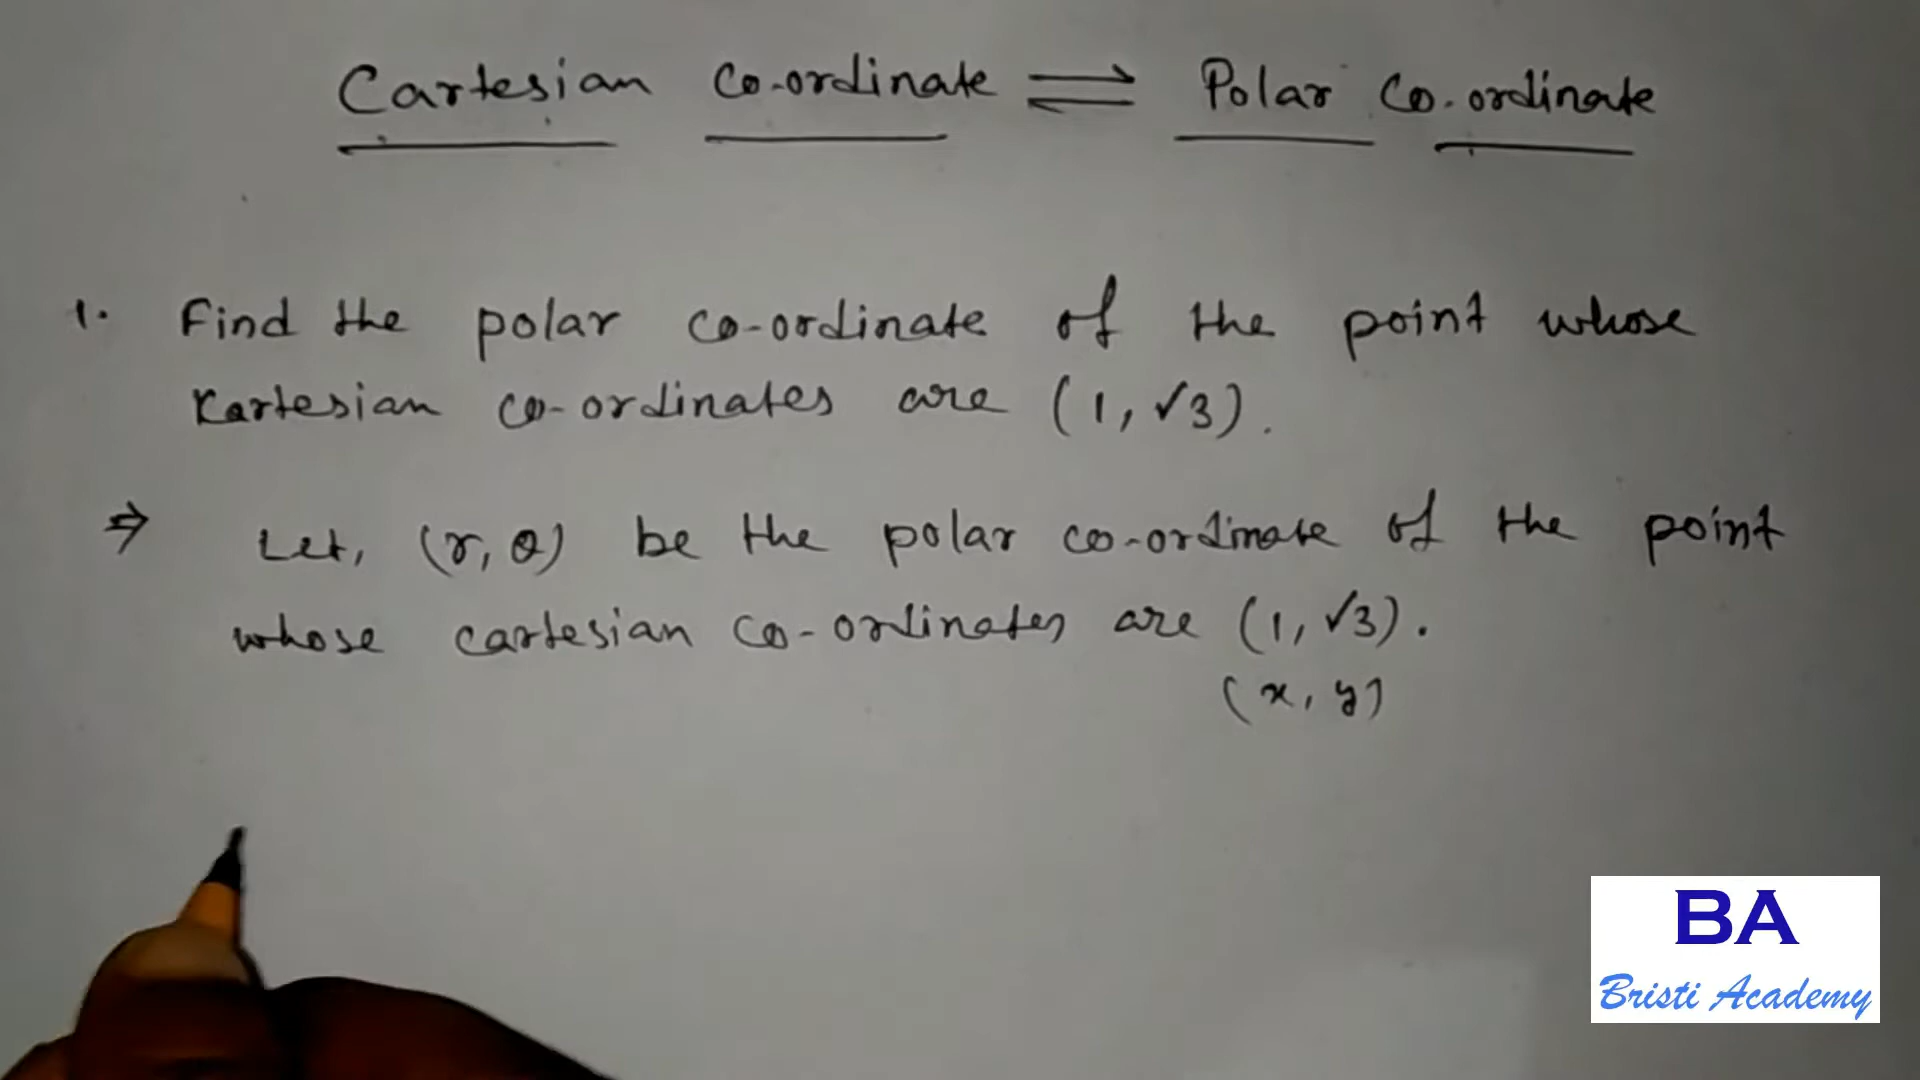 Cartesian Co-ordinate ⇌ Polar Co-ordinate
1. Find the polar co-ordinate of the point whose
Kartesian co-ordinates are (1, √3).
⇒ Let, (r, θ) be the polar co-ordinate of the point
whose cartesian co-ordinates are (1, √3).
(x, y)
BA
Bristi Academy